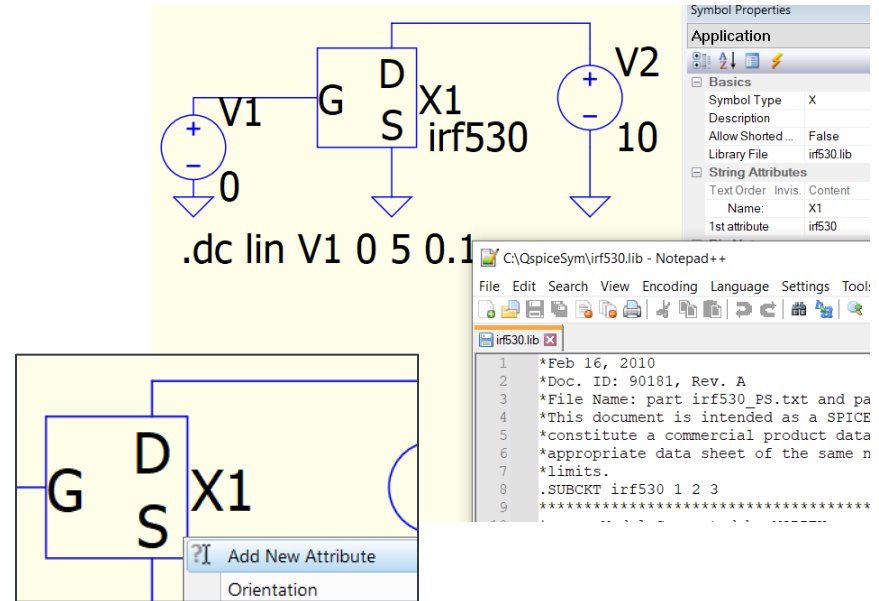 Symbol Properties
Application
Basics
Symbol Type X
Description
Allow Shorted ... False
Library File irf530.lib
String Attributes
Text Order Invis. Content
Name: X1
1st attribute irf530
V1
0
G
D
S
X1
irf530
V2
10
.dc lin V1 0 5 0.1
C:\QspiceSym\irf530.lib - Notepad++
File Edit Search View Encoding Language Settings Tools
irf530.lib
1 *Feb 16, 2010
2 *Doc. ID: 90181, Rev. A
3 *File Name: part irf530_PS.txt and pa
4 *This document is intended as a SPICE
5 *constitute a commercial product data
6 *appropriate data sheet of the same n
7 *limits.
8 .SUBCKT irf530 1 2 3
9 *************************************
G
D
S
X1
Add New Attribute
Orientation